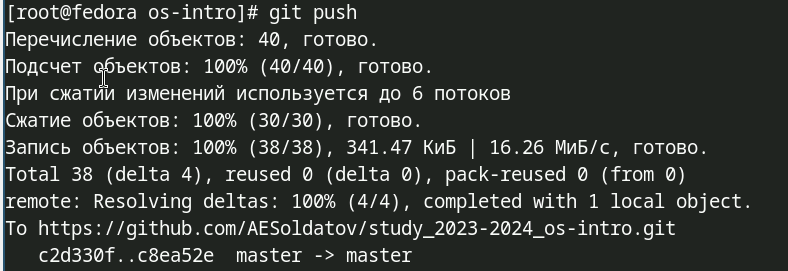 [root@fedora os-intro]# git push
Перечисление объектов: 40, готово.
Подсчет объектов: 100% (40/40), готово.
При сжатии изменений используется до 6 потоков
Сжатие объектов: 100% (30/30), готово.
Запись объектов: 100% (38/38), 341.47 КиБ | 16.26 МиБ/с, готово.
Total 38 (delta 4), reused 0 (delta 0), pack-reused 0 (from 0)
remote: Resolving deltas: 100% (4/4), completed with 1 local object.
To https://github.com/AESoldatov/study_2023-2024_os-intro.git
   c2d330f..c8ea52e  master -> master